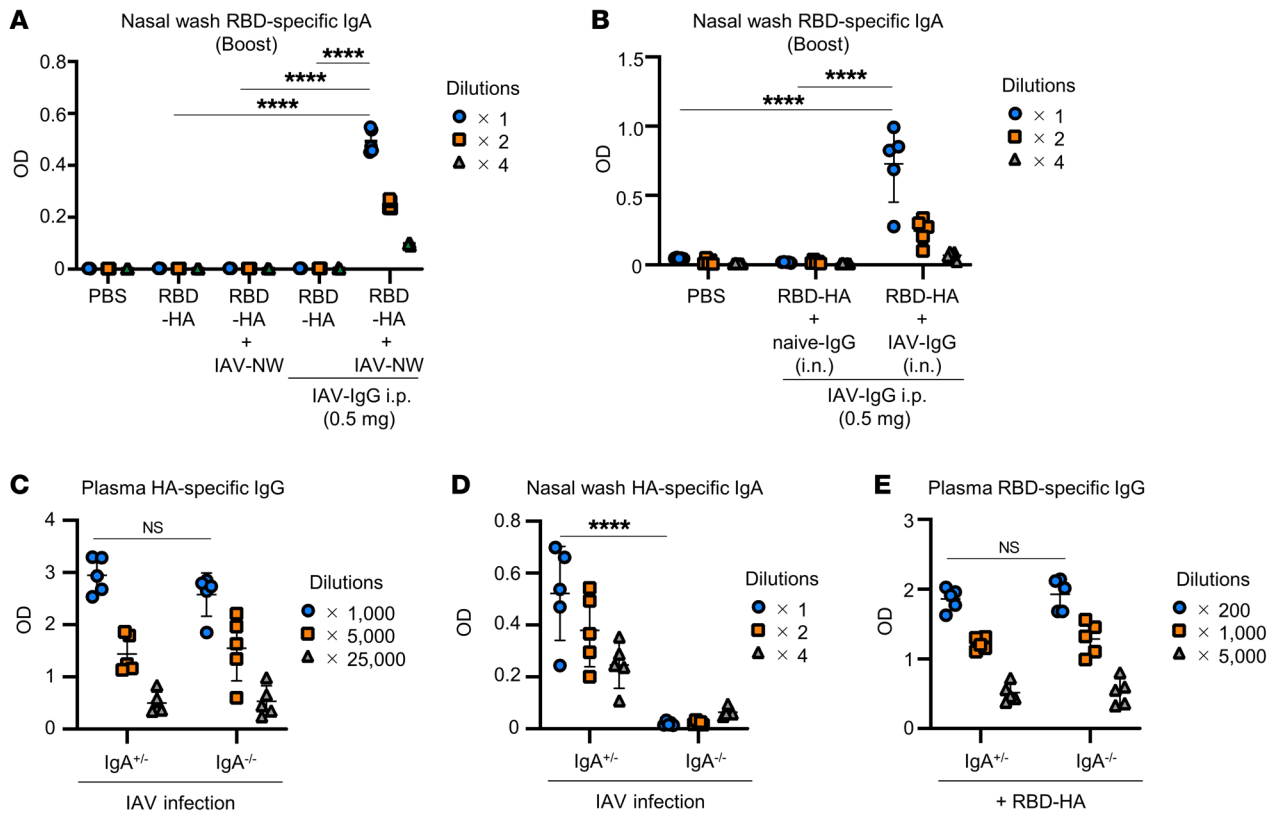 A
Nasal wash RBD-specific IgA
(Boost)
****
****
****
OD
0.8
0.6
0.4
0.2
0
Dilutions
× 1
× 2
× 4
PBS
RBD
-HA
RBD
-HA
+
IAV-NW
RBD
-HA
RBD
-HA
+
IAV-NW
IAV-IgG i.p.
(0.5 mg)
B
Nasal wash RBD-specific IgA
(Boost)
****
****
OD
1.5
1.0
0.5
0
Dilutions
× 1
× 2
× 4
PBS
RBD-HA
+
naive-IgG
(i.n.)
RBD-HA
+
IAV-IgG
(i.n.)
IAV-IgG i.p.
(0.5 mg)
C
Plasma HA-specific IgG
NS
OD
4
3
2
1
0
Dilutions
× 1,000
× 5,000
× 25,000
IgA+/-
IgA-/-
IAV infection
D
Nasal wash HA-specific IgA
****
OD
0.8
0.6
0.4
0.2
0
Dilutions
× 1
× 2
× 4
IgA+/-
IgA-/-
IAV infection
E
Plasma RBD-specific IgG
NS
OD
3
2
1
0
Dilutions
× 200
× 1,000
× 5,000
IgA+/-
IgA-/-
+ RBD-HA